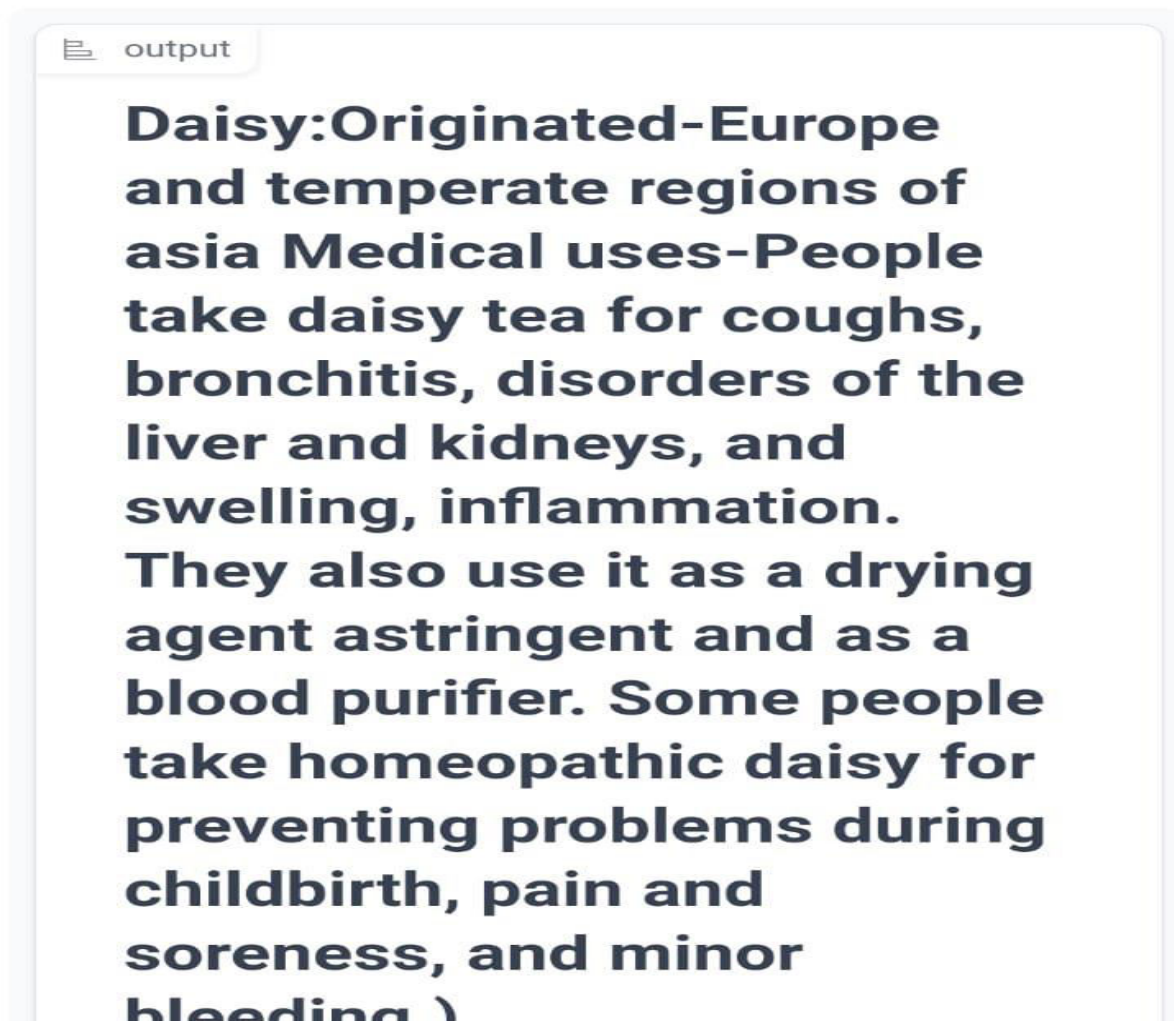 output
Daisy:Originated-Europe
and temperate regions of
asia Medical uses-People
take daisy tea for coughs,
bronchitis, disorders of the
liver and kidneys, and
swelling, inflammation.
They also use it as a drying
agent astringent and as a
blood purifier. Some people
take homeopathic daisy for
preventing problems during
childbirth, pain and
soreness, and minor
bleeding.)